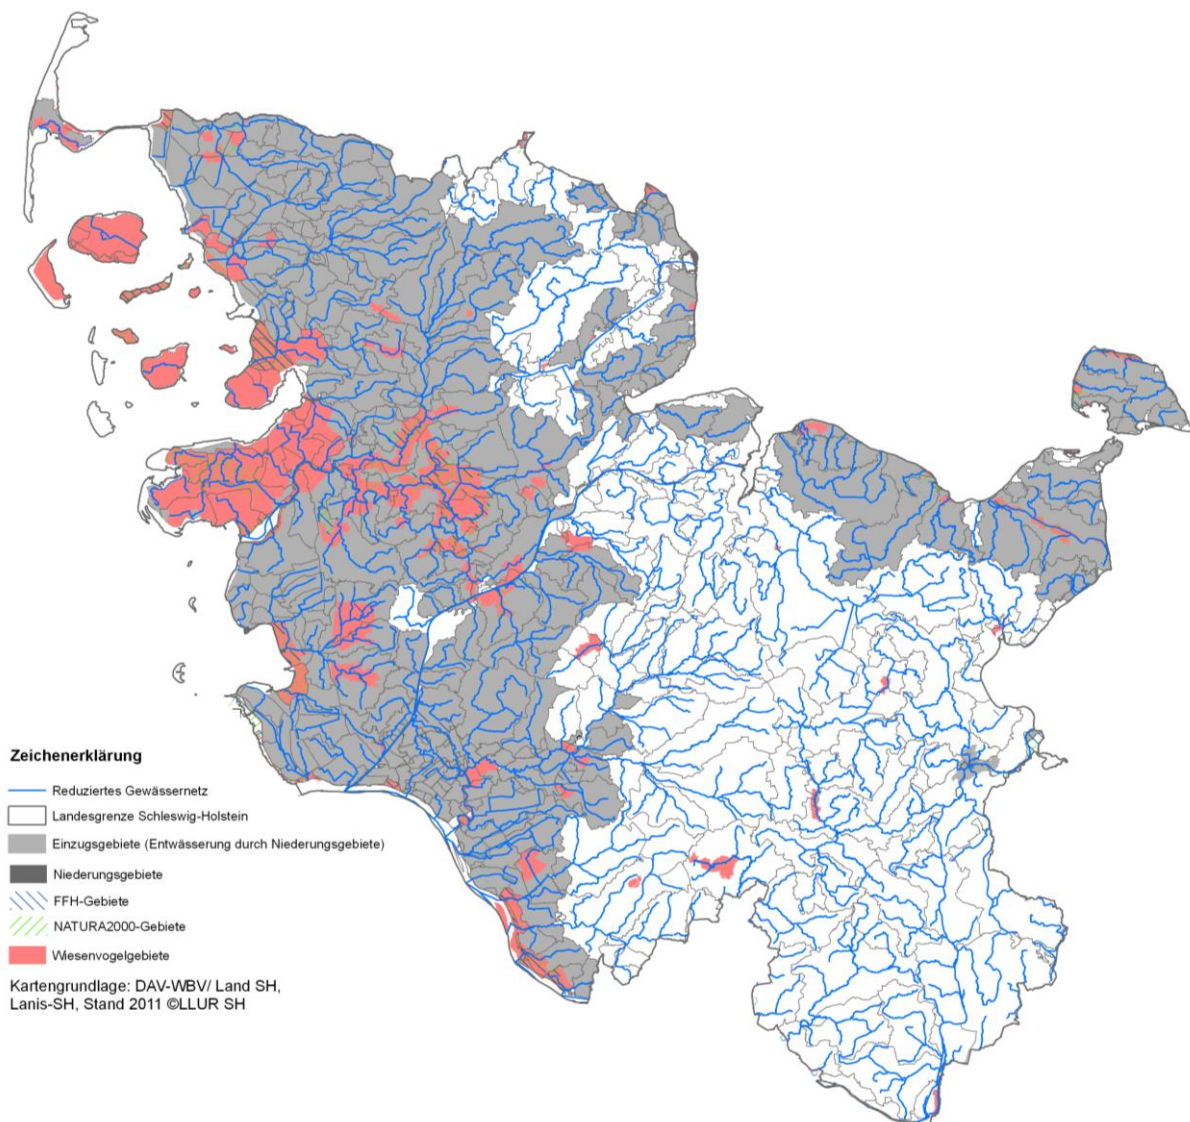 Zeichenerklärung
Reduziertes Gewässernetz
Landesgrenze Schleswig-Holstein
Einzugsgebiete (Entwässerung durch Niederungsgebiete)
Niederungsgebiete
FFH-Gebiete
NATURA2000-Gebiete
Wiesenvogelgebiete
Kartengrundlage: DAV-WBV/ Land SH,
Lanis-SH, Stand 2011 ©LLUR SH